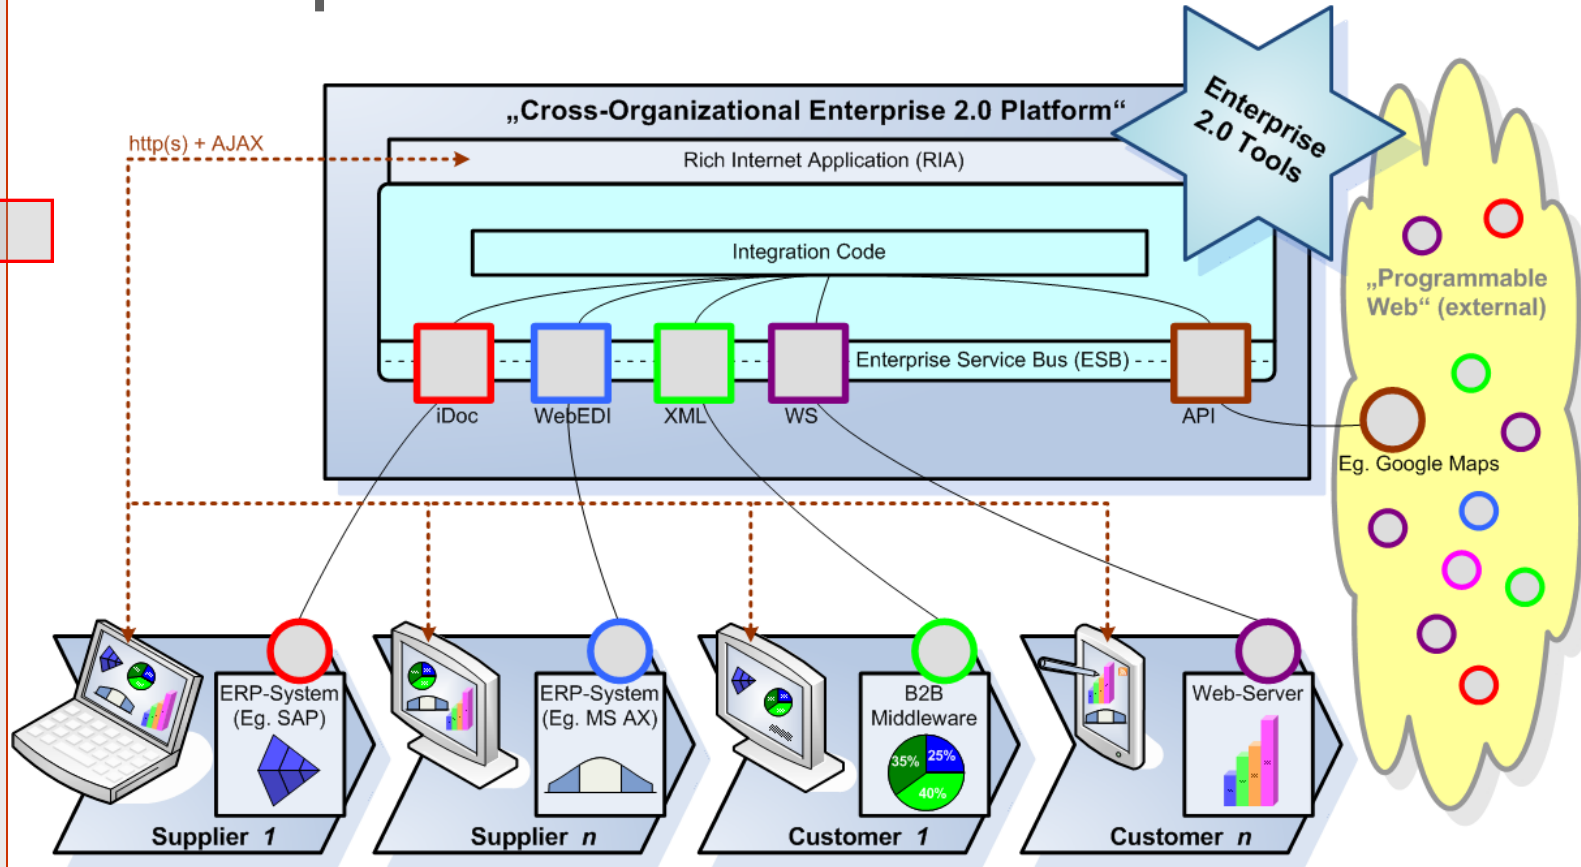 „Cross-Organizational Enterprise 2.0 Platform“
Enterprise
2.0 Tools
http(s) + AJAX
Rich Internet Application (RIA)
Integration Code
„Programmable
Web“ (external)
Enterprise Service Bus (ESB)
iDoc
WebEDI
XML
WS
API
Eg. Google Maps
ERP-System
(Eg. SAP)
ERP-System
(Eg. MS AX)
B2B
Middleware
35%
25%
40%
Web-Server
Supplier 1
Supplier n
Customer 1
Customer n